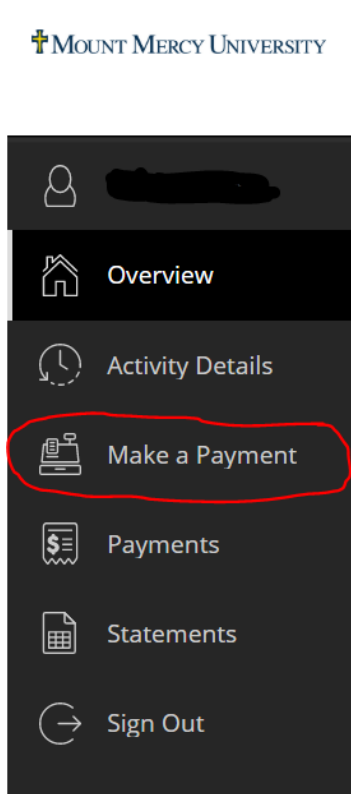 MOUNT MERCY UNIVERSITY
Overview
Activity Details
Make a Payment
Payments
Statements
Sign Out